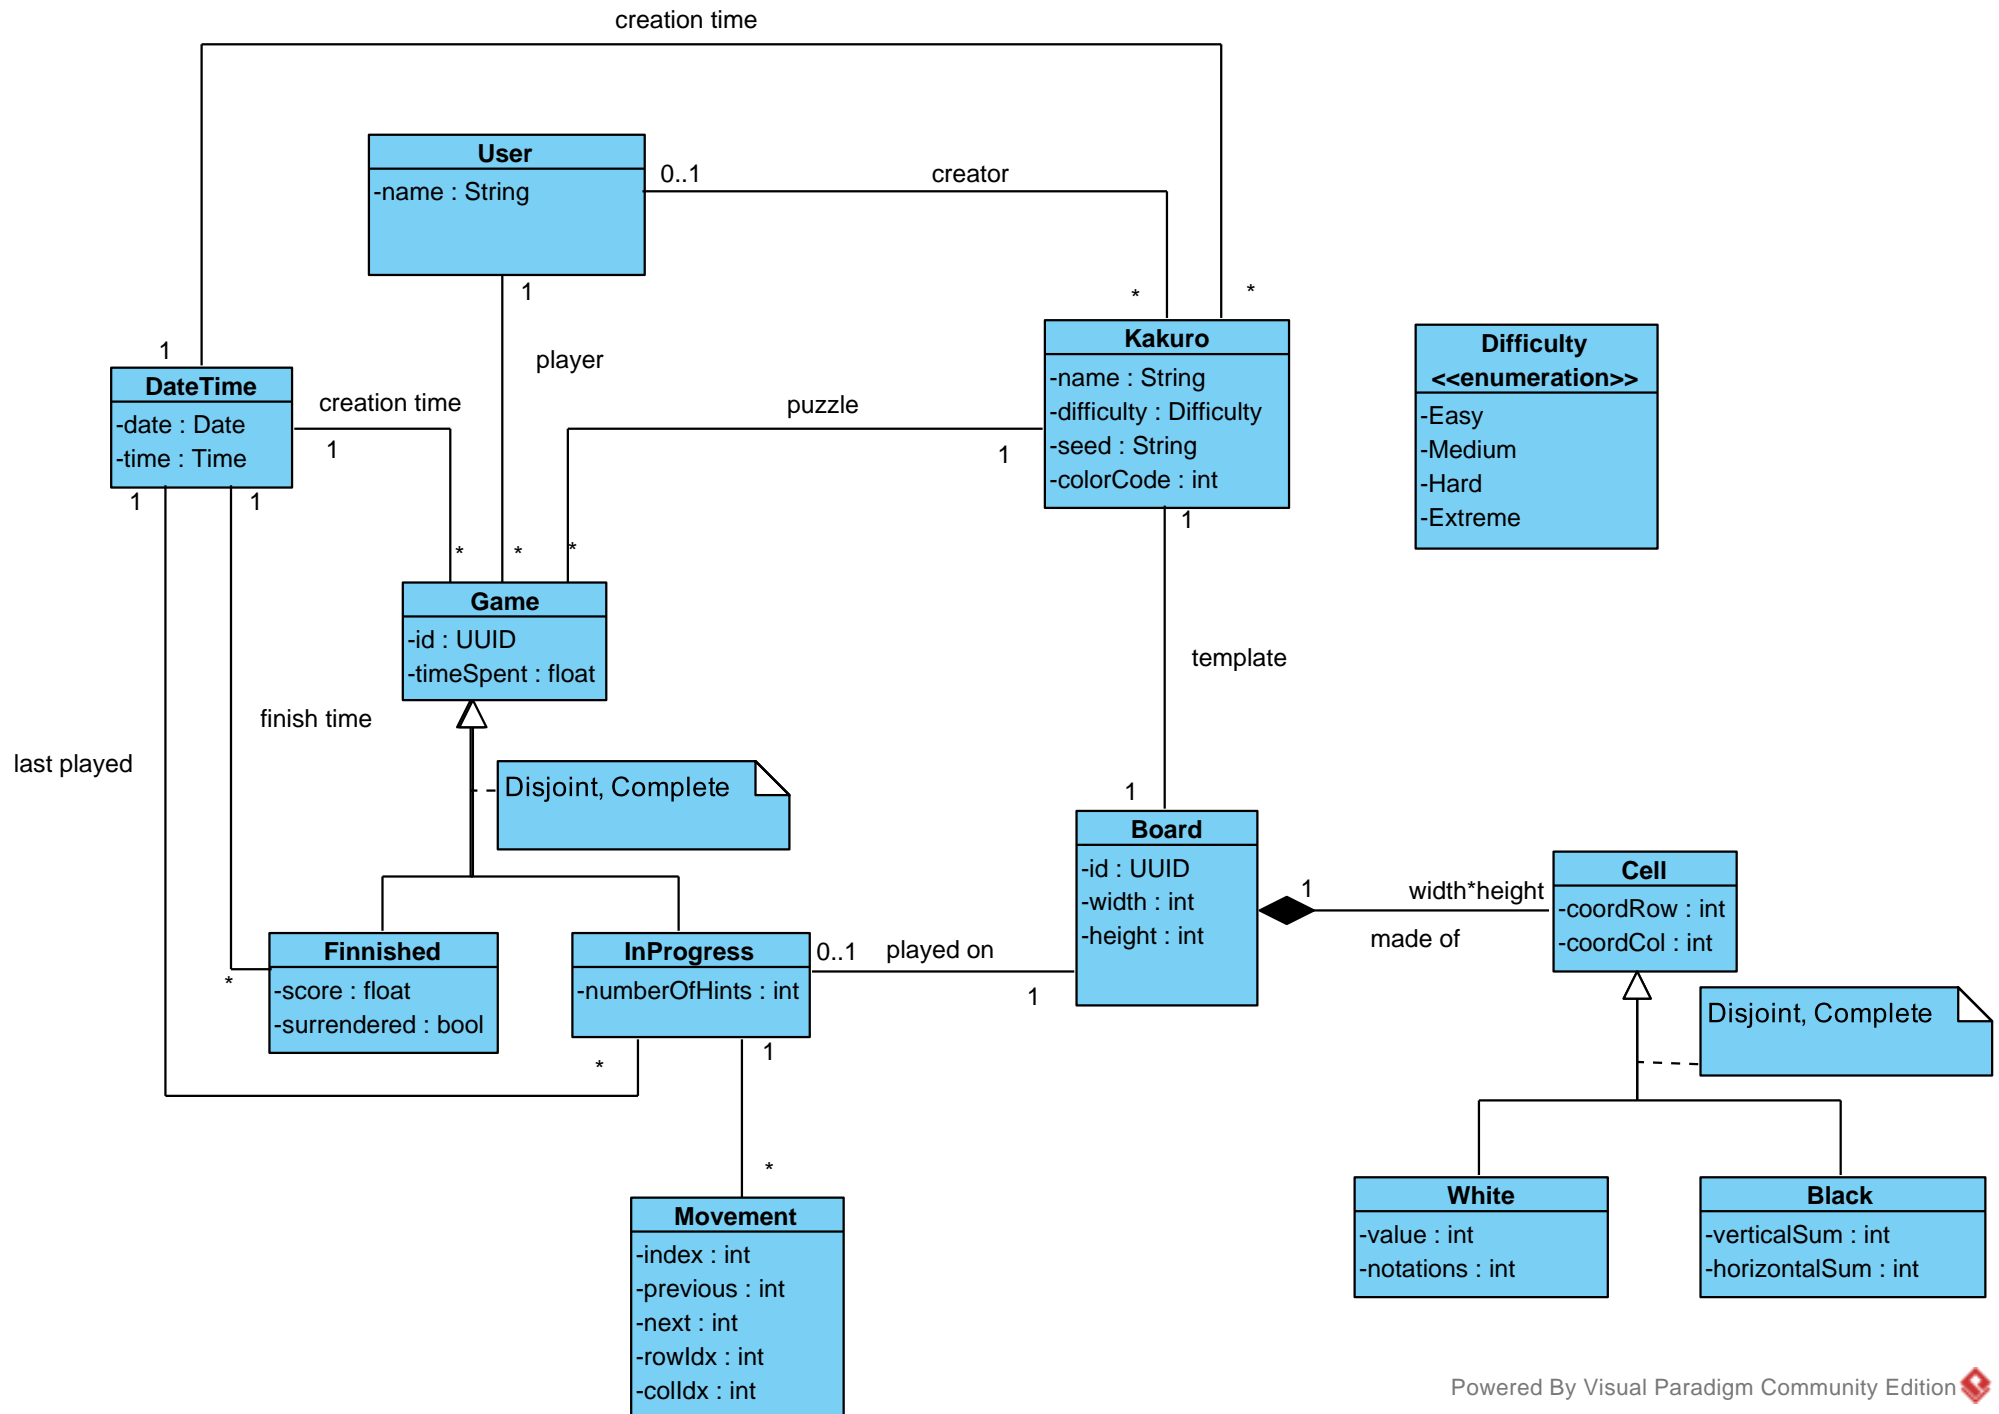 creation time
User
-name : String
0..1
creator
1
*
*
player
Kakuro
-name : String
-difficulty : Difficulty
-seed : String
-colorCode : int
Difficulty
<<enumeration>>
-Easy
-Medium
-Hard
-Extreme
1
DateTime
-date : Date
-time : Time
creation time
1
puzzle
1
1
1
1
*
*
*
Game
-id : UUID
-timeSpent : float
template
finish time
last played
Disjoint, Complete
1
Board
-id : UUID
-width : int
-height : int
1
width*height
made of
Cell
-coordRow : int
-coordCol : int
Finnished
-score : float
-surrendered : bool
*
InProgress
-numberOfHints : int
0..1
played on
1
*
1
Disjoint, Complete
*
Movement
-index : int
-previous : int
-next : int
-rowIdx : int
-colIdx : int
White
-value : int
-notations : int
Black
-verticalSum : int
-horizontalSum : int
Powered By Visual Paradigm Community Edition